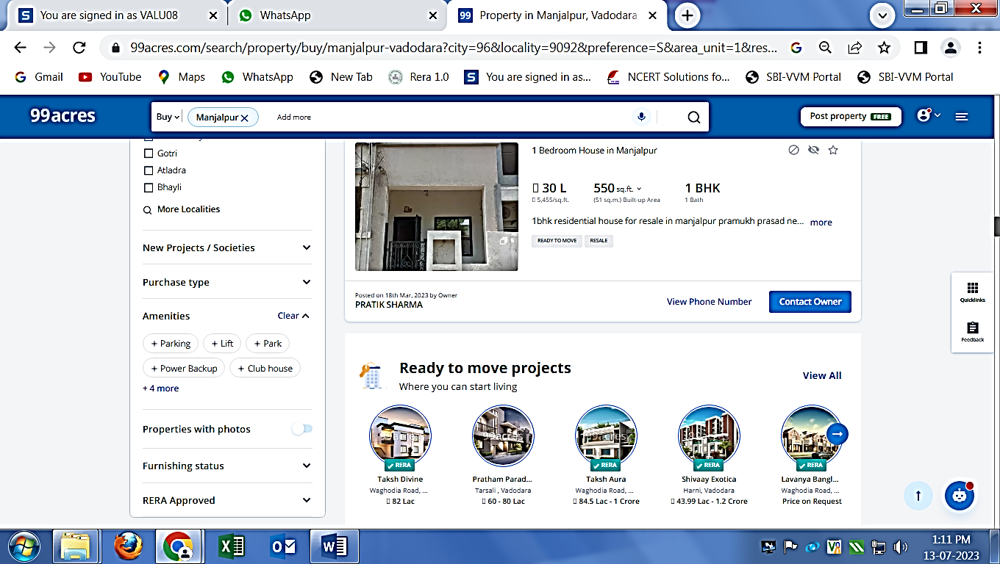 You are signed in as VALU08
WhatsApp
Property in Manjalpur, Vadodara
99acres.com/search/property/buy/manjalpur-vadodara?city=96&locality=9092&preference=S&area_unit=1&res...
Gmail
YouTube
Maps
WhatsApp
New Tab
Rera 1.0
You are signed in as...
NCERT Solutions fo...
SBI-VVM Portal
SBI-VVM Portal
99acres
Buy
Manjalpur
Add more
Post property FREE
Gotri
Atladra
Bhayli
More Localities
New Projects / Societies
Purchase type
Amenities
Clear
+ Parking
+ Lift
+ Park
+ Power Backup
+ Club house
+ 4 more
Properties with photos
Furnishing status
RERA Approved
1 Bedroom House in Manjalpur
30 L
5,455/sq.ft.
550 sq.ft.
(51 sq.m.) Built-up Area
1 BHK
1 Bath
1bhk residential house for resale in manjalpur pramukh prasad ne... more
READY TO MOVE
RESALE
Posted on 18th Mar, 2023 by Owner
PRATIK SHARMA
View Phone Number
Contact Owner
Quicklinks
Feedback
Ready to move projects
Where you can start living
View All
RERA
Taksh Divine
Waghodia Road, ...
82 Lac
99acres
Pratham Parad...
Tarsali , Vadodara
60 - 80 Lac
RERA
Taksh Aura
Waghodia Road, ...
84.5 Lac - 1 Crore
RERA
Shivaay Exotica
Harni, Vadodara
43.99 Lac - 1.2 Crore
RERA
Lavanya Bangl...
Waghodia Road, ...
Price on Request
1:11 PM
13-07-2023